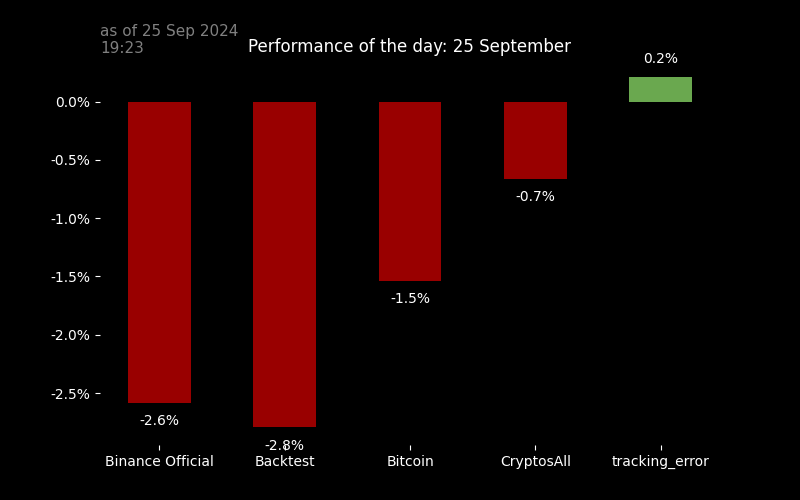 as of 25 Sep 2024
19:23
Performance of the day: 25 September
0.2%
0.0%
-0.5%
-0.7%
-1.0%
-1.5%
-1.5%
-2.0%
-2.5%
-2.6%
-2.8%
Binance Official
Backtest
Bitcoin
CryptosAll
tracking_error